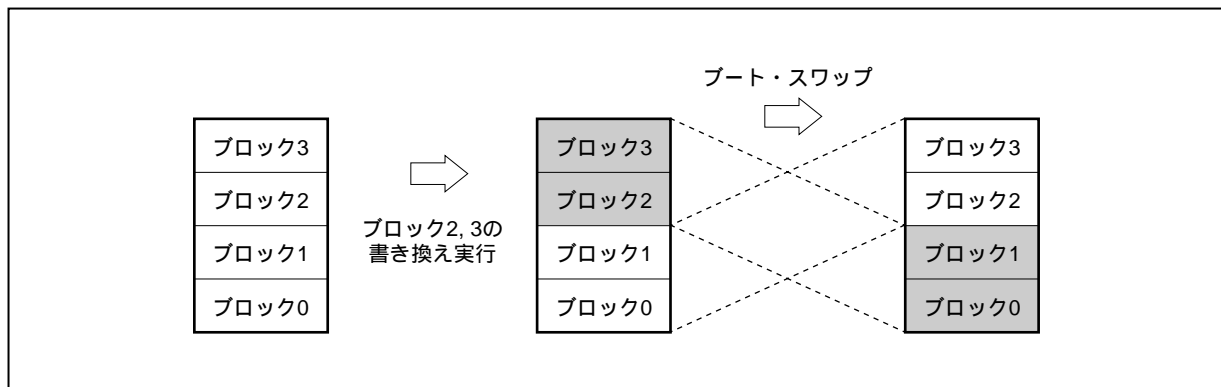 ブロック3
ブロック2
ブロック1
ブロック0
ブロック2, 3の
書き換え実行
ブロック3
ブロック2
ブロック1
ブロック0
ブート・スワップ
ブロック3
ブロック2
ブロック1
ブロック0